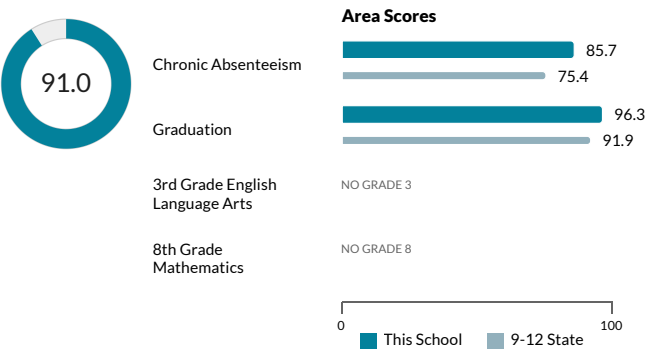 Area Scores
91.0
Chronic Absenteeism
85.7
75.4
Graduation
96.3
91.9
3rd Grade English
Language Arts
NO GRADE 3
8th Grade
Mathematics
NO GRADE 8
0
100
This School
9-12 State